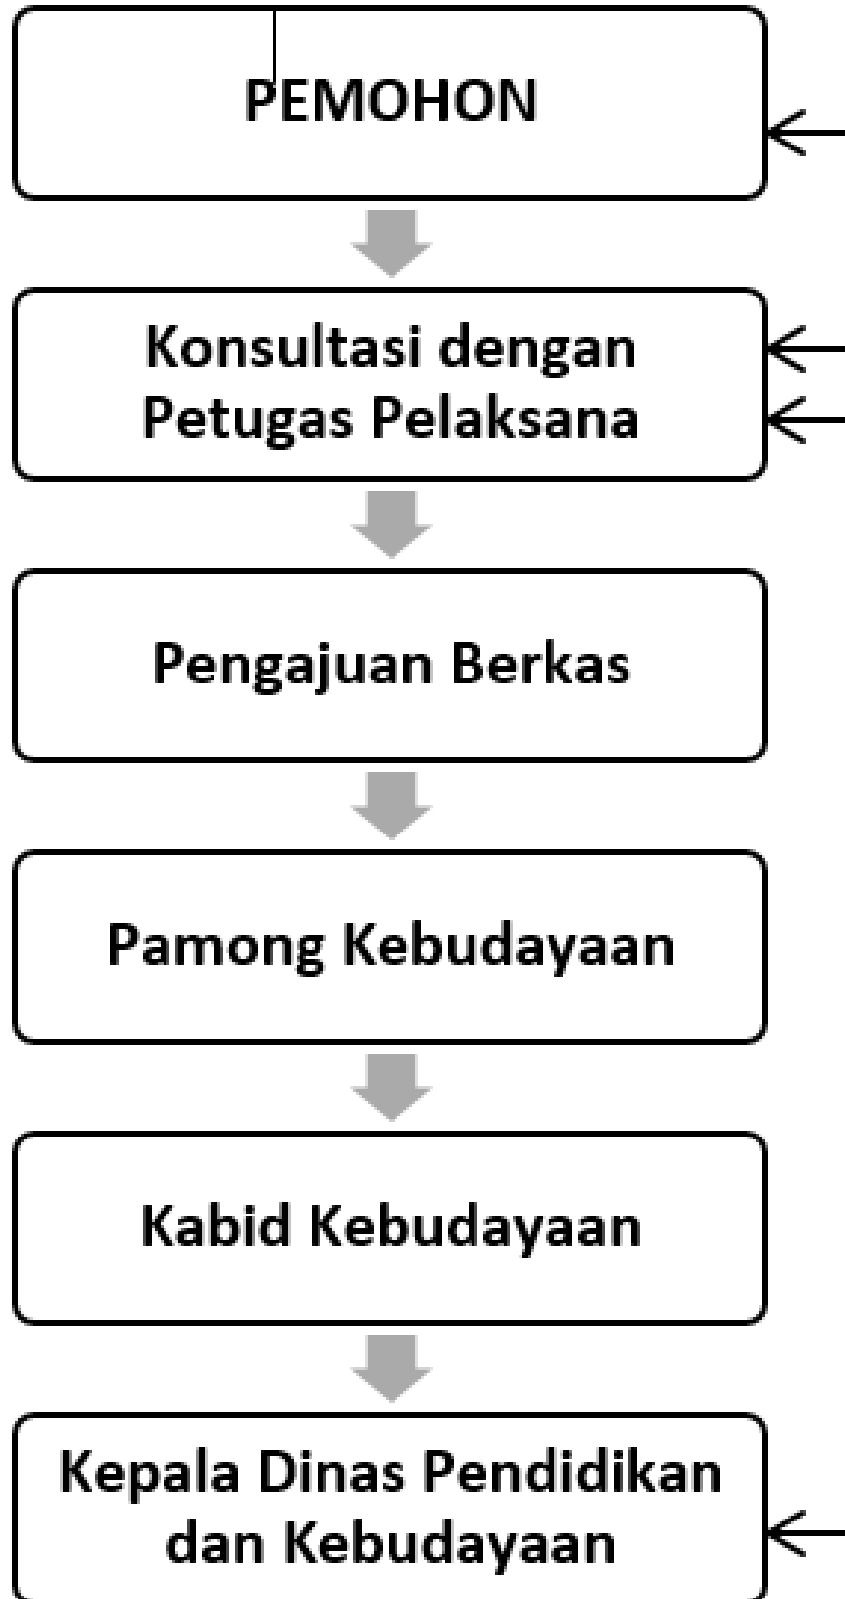 PEMOHON
Konsultasi dengan
Petugas Pelaksana
Pengajuan Berkas
Pamong Kebudayaan
Kabid Kebudayaan
Kepala Dinas Pendidikan
dan Kebudayaan